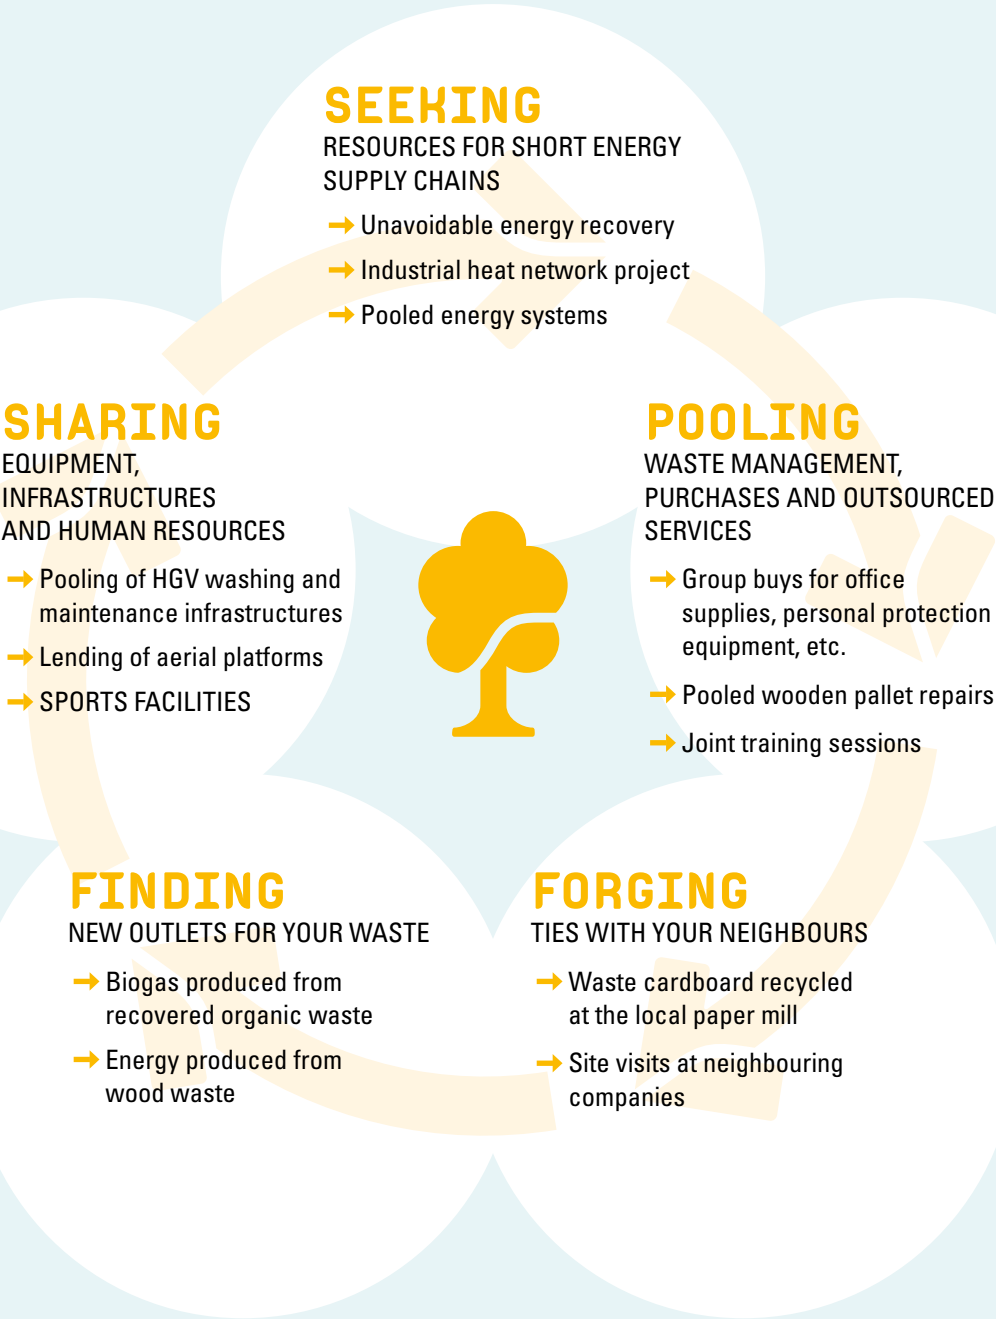 SEEKING
RESOURCES FOR SHORT ENERGY
SUPPLY CHAINS
➞ Unavoidable energy recovery
➞ Industrial heat network project
➞ Pooled energy systems
SHARING
EQUIPMENT,
INFRASTRUCTURES
AND HUMAN RESOURCES
➞ Pooling of HGV washing and
maintenance infrastructures
➞ Lending of aerial platforms
➞ SPORTS FACILITIES
POOLING
WASTE MANAGEMENT,
PURCHASES AND OUTSOURCED
SERVICES
➞ Group buys for office
supplies, personal protection
equipment, etc.
➞ Pooled wooden pallet repairs
➞ Joint training sessions
FINDING
NEW OUTLETS FOR YOUR WASTE
➞ Biogas produced from
recovered organic waste
➞ Energy produced from
wood waste
FORGING
TIES WITH YOUR NEIGHBOURS
➞ Waste cardboard recycled
at the local paper mill
➞ Site visits at neighbouring
companies